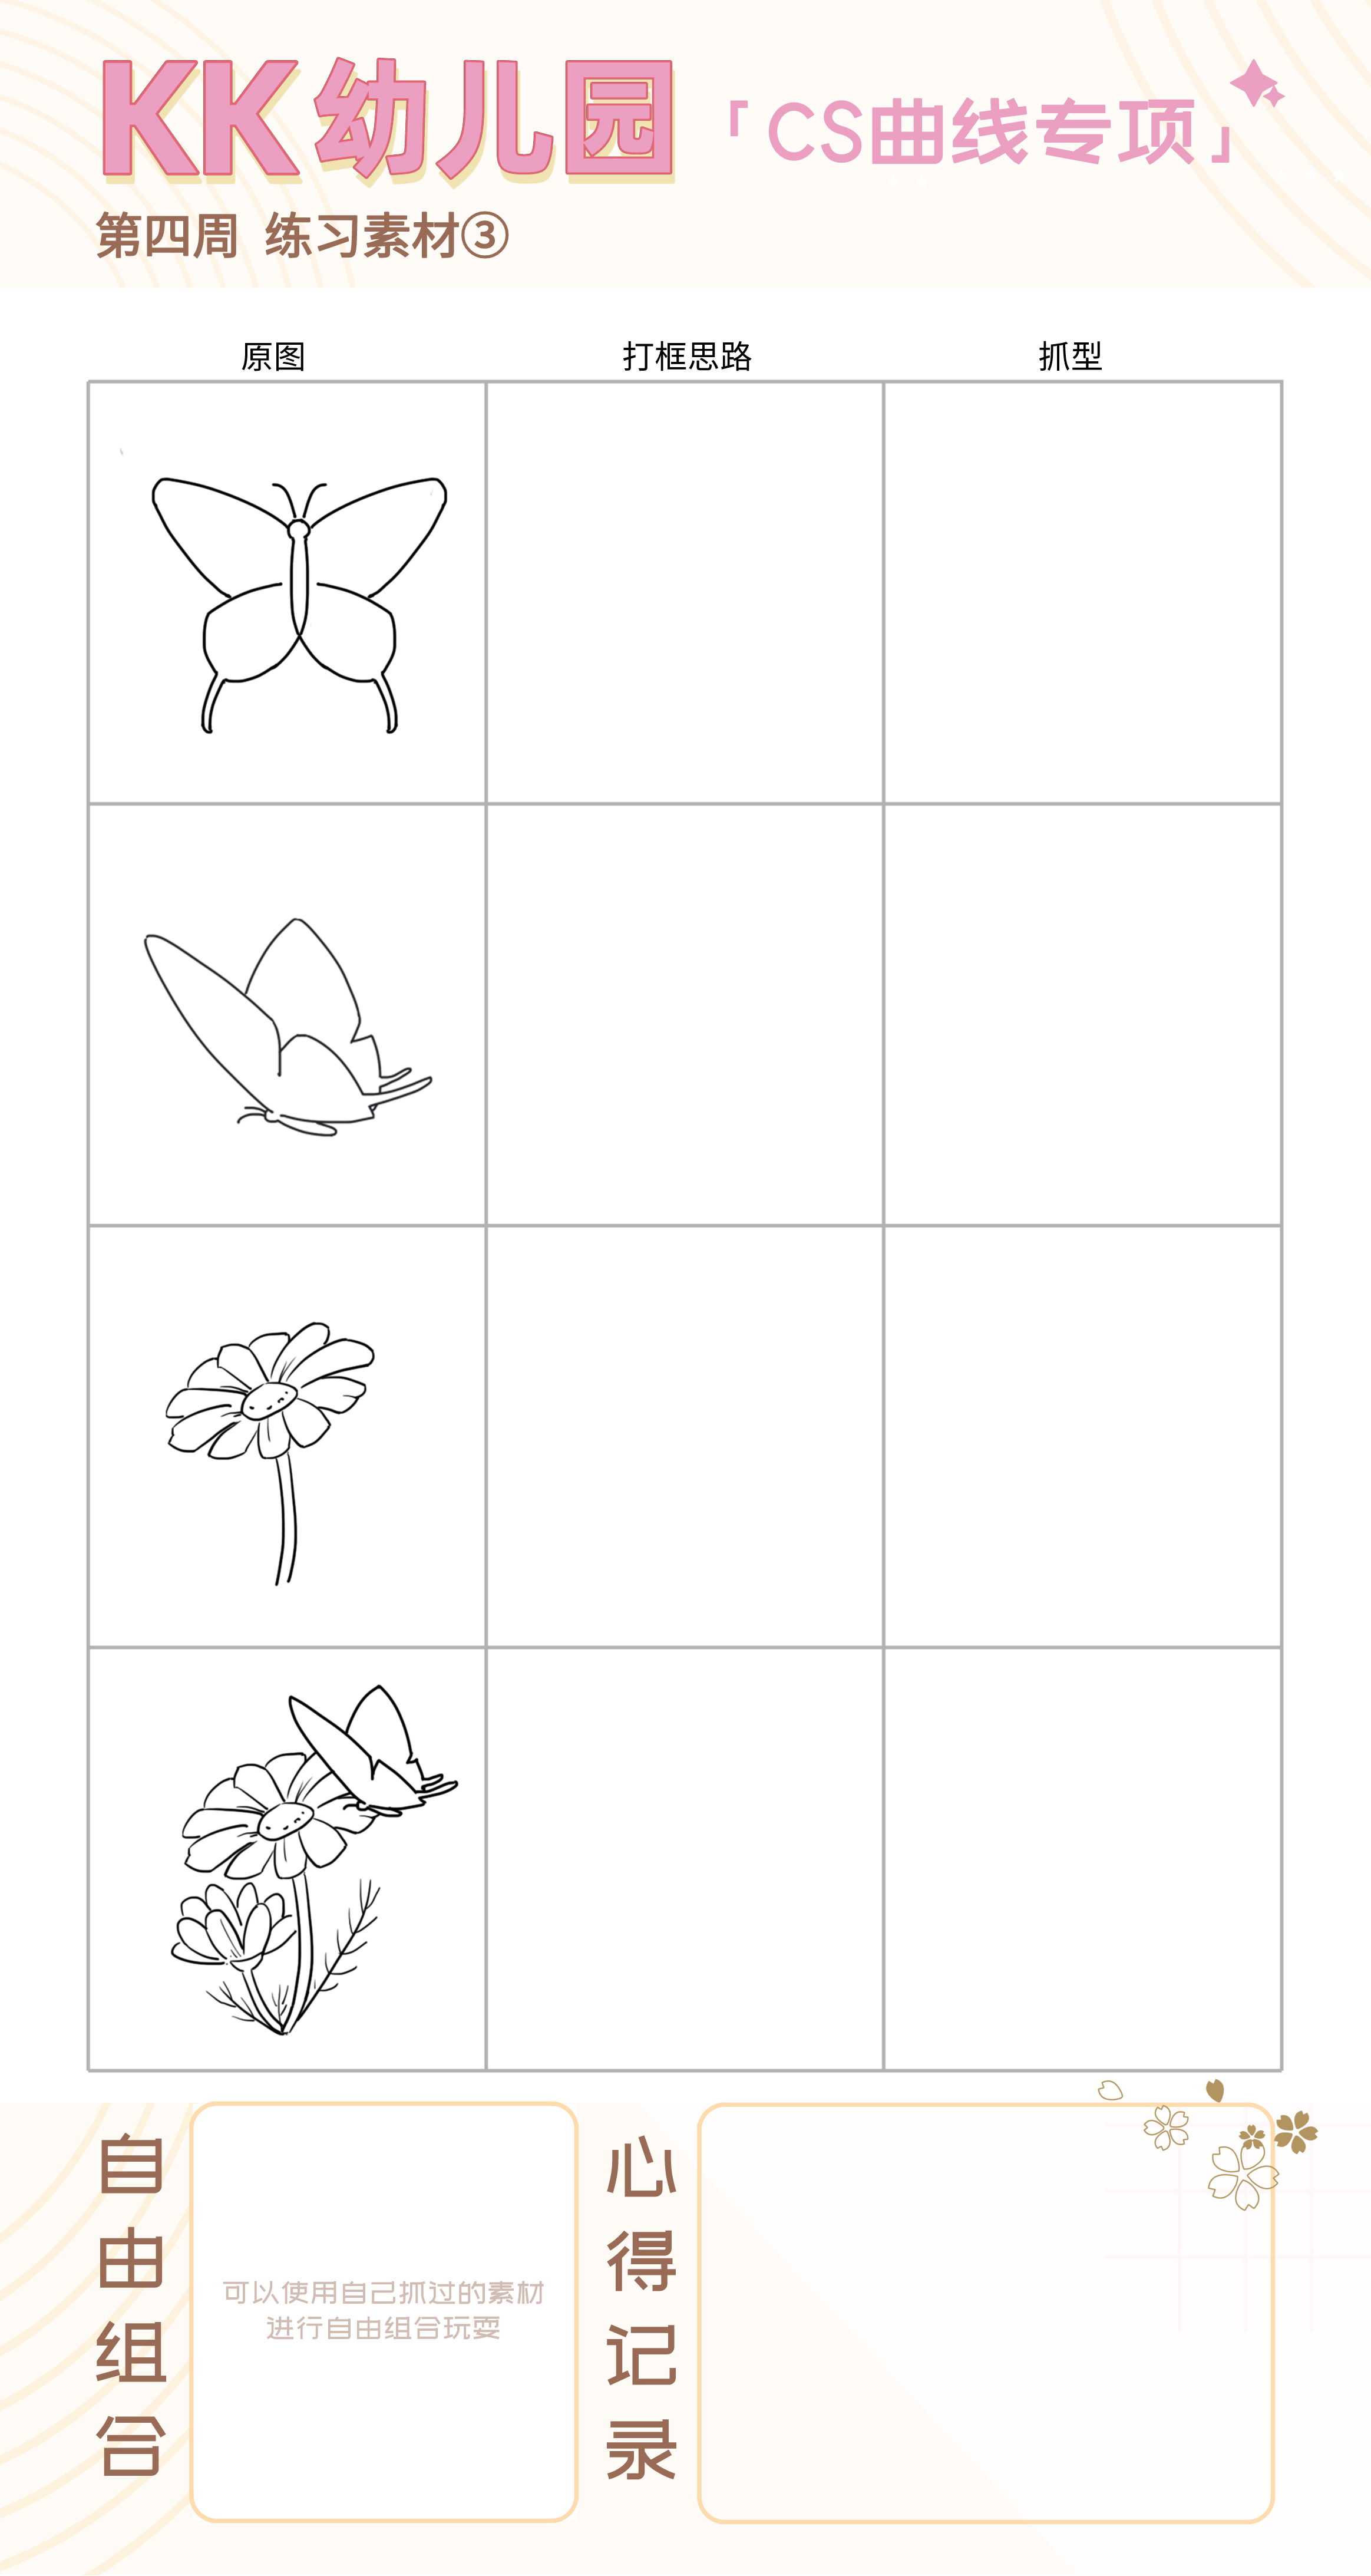 KK幼儿园「CS曲线专项」
第四周 练习素材③
原图 打框思路 抓型
自由组合
可以使用自己抓过的素材
进行自由组合玩耍
心得记录